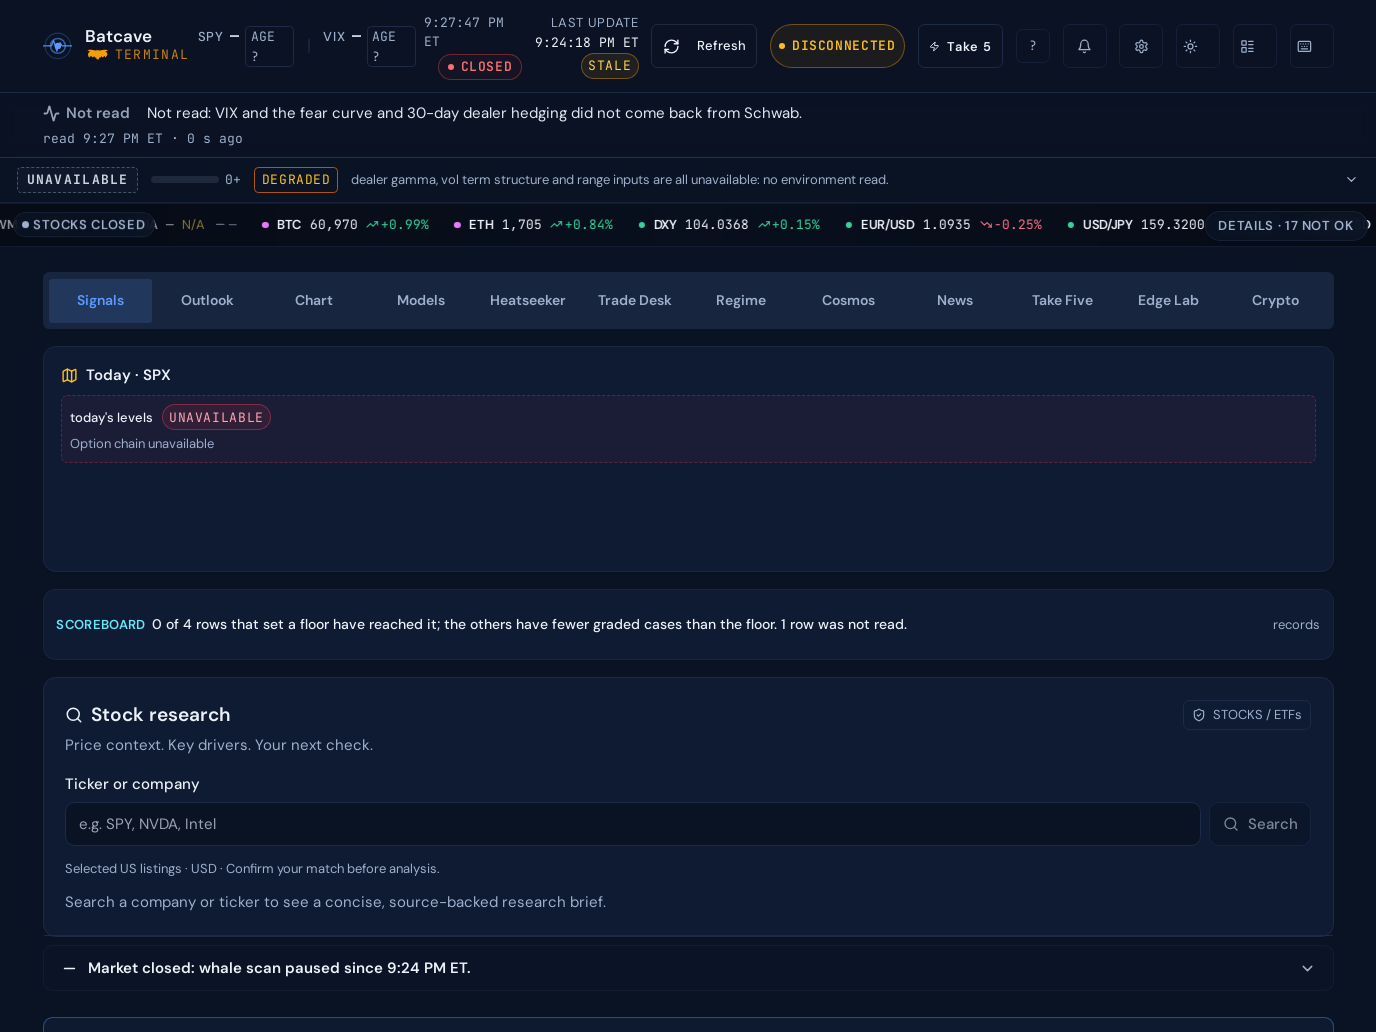 Batcave
TERMINAL
SPY — AGE ?
VIX — AGE ?
9:27:47 PM ET
CLOSED
LAST UPDATE
9:24:18 PM ET
STALE
Refresh
DISCONNECTED
Take 5
?
Not read Not read: VIX and the fear curve and 30-day dealer hedging did not come back from Schwab.
read 9:27 PM ET · 0 s ago
UNAVAILABLE 0+ DEGRADED dealer gamma, vol term structure and range inputs are all unavailable: no environment read.
STOCKS CLOSED — N/A — — BTC 60,970 +0.99% ETH 1,705 +0.84% DXY 104.0368 +0.15% EUR/USD 1.0935 -0.25% USD/JPY 159.3200 DETAILS · 17 NOT OK
Signals Outlook Chart Models Heatseeker Trade Desk Regime Cosmos News Take Five Edge Lab Crypto
Today · SPX
today's levels UNAVAILABLE
Option chain unavailable
SCOREBOARD 0 of 4 rows that set a floor have reached it; the others have fewer graded cases than the floor. 1 row was not read. records
Stock research
STOCKS / ETFs
Price context. Key drivers. Your next check.
Ticker or company
e.g. SPY, NVDA, Intel
Search
Selected US listings · USD · Confirm your match before analysis.
Search a company or ticker to see a concise, source-backed research brief.
— Market closed: whale scan paused since 9:24 PM ET.